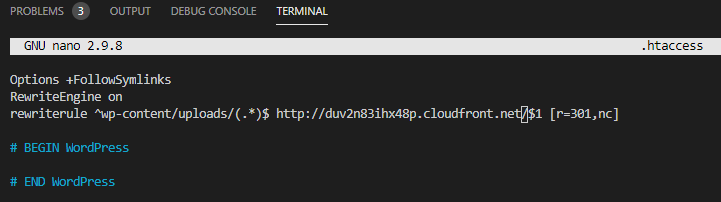 PROBLEMS 3 OUTPUT DEBUG CONSOLE TERMINAL
GNU nano 2.9.8 .htaccess
Options +FollowSymlinks
RewriteEngine on
rewriterule ^wp-content/uploads/(.*)$ http://duv2n83ihx48p.cloudfront.net/$1 [r=301,nc]
# BEGIN WordPress
# END WordPress